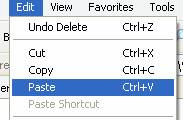 Edit View Favorites Tools
Undo Delete Ctrl+Z
Cut Ctrl+X
Copy Ctrl+C
Paste Ctrl+V
Paste Shortcut